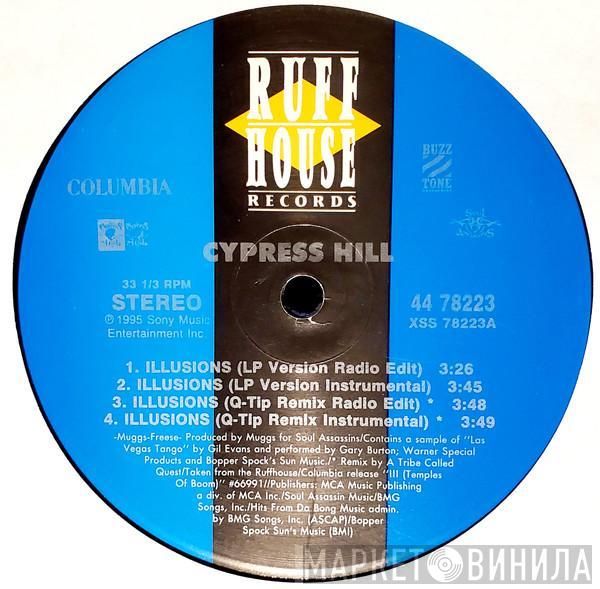 RUFF
HOUSE
RECORDS
COLUMBIA
BUZZ
TONE
CYPRESS HILL
33 1/3 RPM
STEREO
℗ 1995 Sony Music
Entertainment Inc.
44 78223
XSS 78223A
1. ILLUSIONS (LP Version Radio Edit) 3:26
2. ILLUSIONS (LP Version Instrumental) 3:45
3. ILLUSIONS (Q-Tip Remix Radio Edit) * 3:48
4. ILLUSIONS (Q-Tip Remix Instrumental) * 3:49
-Muggs-Freese- Produced by Muggs for Soul Assassins/Contains a sample of "Las
Vegas Tango" by Gil Evans and performed by Gary Burton; Warner Special
Products and Bopper Spock's Sun Music./* Remix by A Tribe Called
Quest/Taken from the Ruffhouse/Columbia release "III (Temples
Of Boom)" #66991//Publishers: MCA Music Publishing
a div. of MCA Inc./Soul Assassin Music/BMG
Songs, Inc./Hits From Da Bong Music admin.
by BMG Songs, Inc. (ASCAP)/Bopper
Spock Sun's Music (BMI)
МАРКЕТ ВИНИЛА